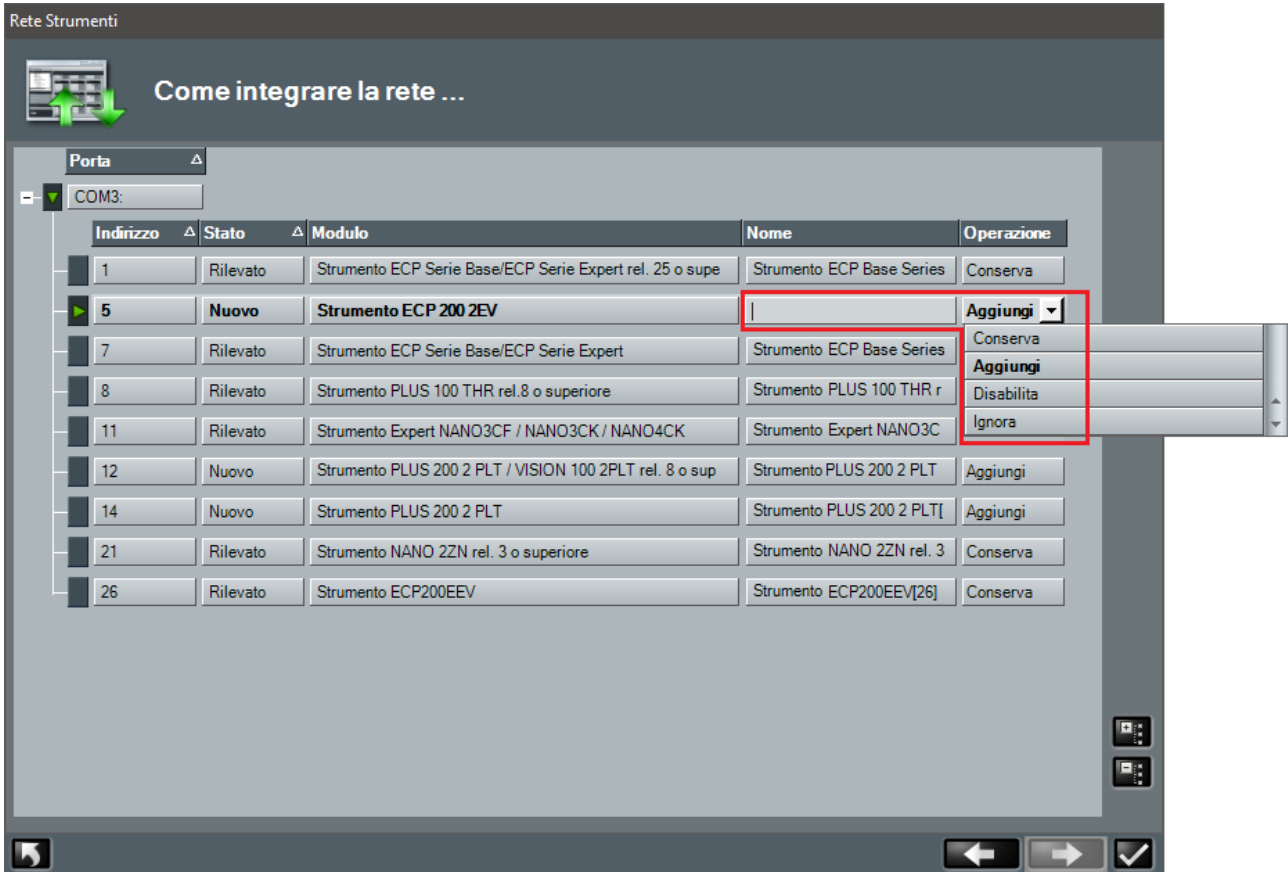 Rete Strumenti
Come integrare la rete ...
Porta
COM3:
Indirizzo Stato Modulo Nome Operazione
1 Rilevato Strumento ECP Serie Base/ECP Serie Expert rel. 25 o supe Strumento ECP Base Series Conserva
5 Nuovo Strumento ECP 200 2EV Aggiungi
Conserva
Aggiungi
Disabilita
Ignora
7 Rilevato Strumento ECP Serie Base/ECP Serie Expert Strumento ECP Base Series
8 Rilevato Strumento PLUS 100 THR rel.8 o superiore Strumento PLUS 100 THR r
11 Rilevato Strumento Expert NANO3CF / NANO3CK / NANO4CK Strumento Expert NANO3C
12 Nuovo Strumento PLUS 200 2 PLT / VISION 100 2PLT rel. 8 o sup Strumento PLUS 200 2 PLT Aggiungi
14 Nuovo Strumento PLUS 200 2 PLT Strumento PLUS 200 2 PLT[ Aggiungi
21 Rilevato Strumento NANO 2ZN rel. 3 o superiore Strumento NANO 2ZN rel. 3 Conserva
26 Rilevato Strumento ECP200EEV Strumento ECP200EEV[26] Conserva